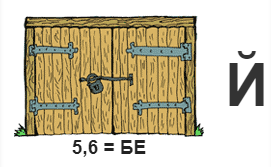 Й
5,6 = БЕ